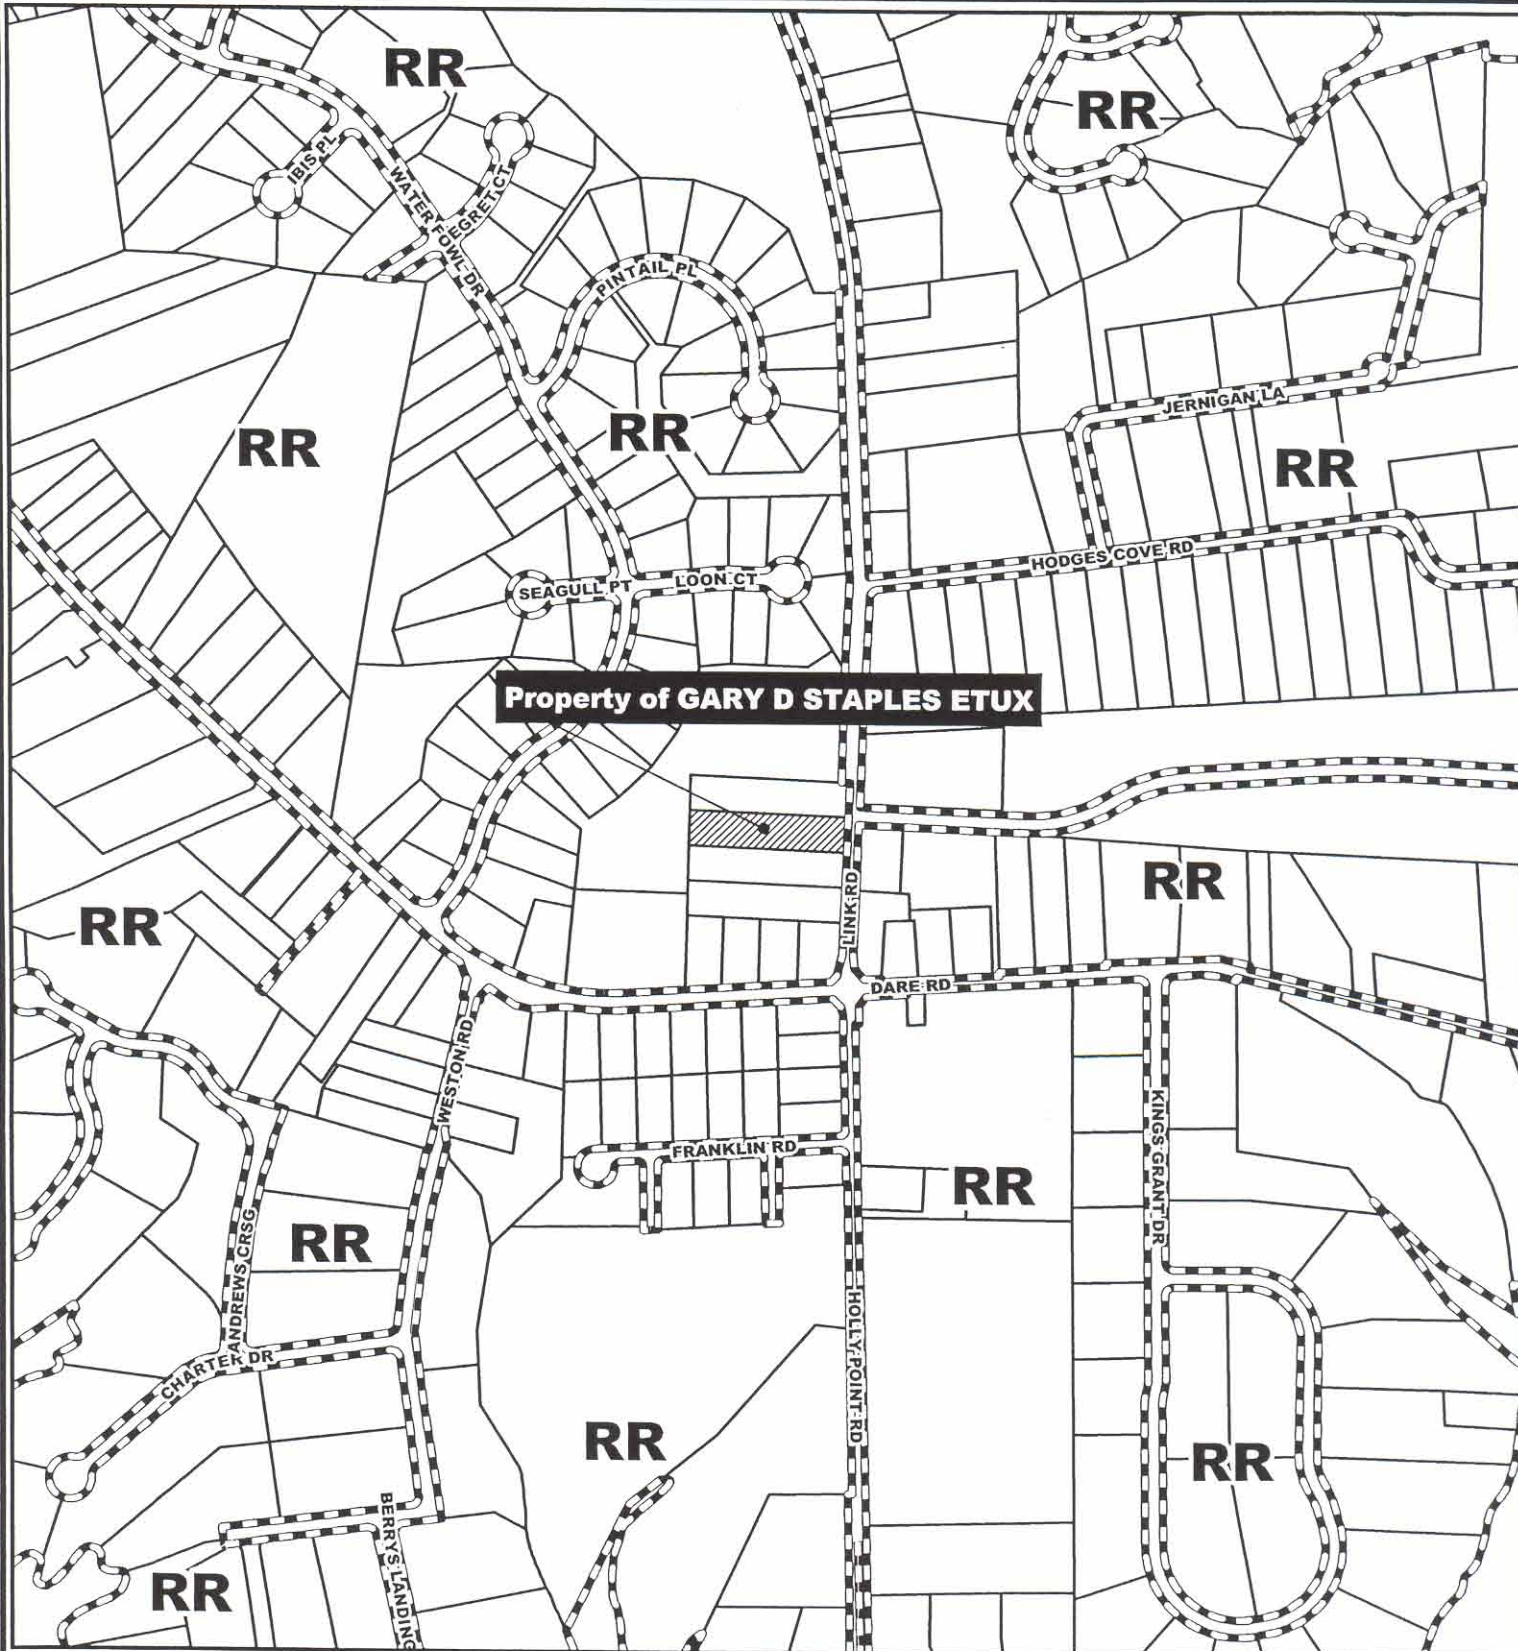 RR
RR
IBIS PL
WATER FOWL DR
EGRET CT
PINTAIL PL
JERNIGAN LA
RR
RR
RR
HODGES COVE RD
SEAGULL PT
LOON CT
Property of GARY D STAPLES ETUX
LINK RD
RR
RR
DARE RD
WESTON RD
FRANKLIN RD
KINGS GRANT DR
RR
RR
ANDREWS CRSG
HOLLY POINT RD
CHARTER DR
RR
RR
BERRYS LANDING
RR